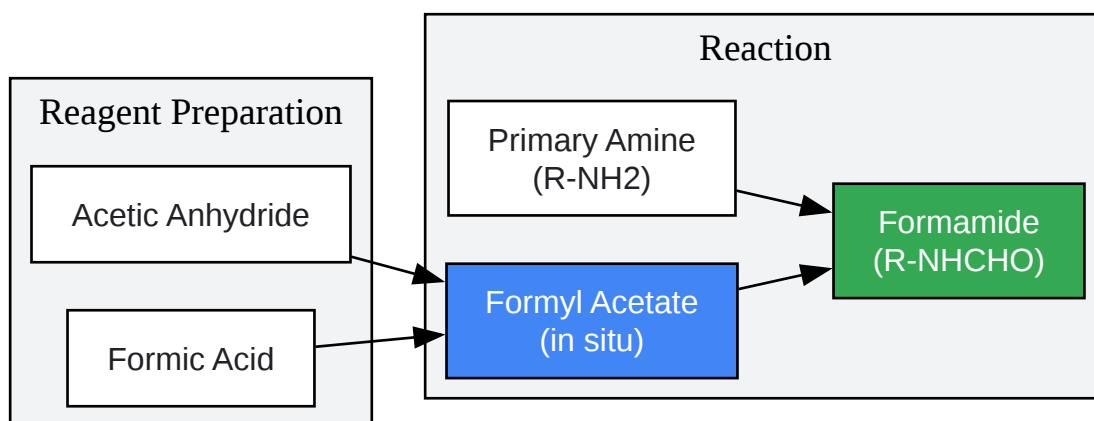 Reagent Preparation
Acetic Anhydride
Formic Acid
Reaction
Primary Amine
(R-NH2)
Formyl Acetate
(in situ)
Formamide
(R-NHCHO)